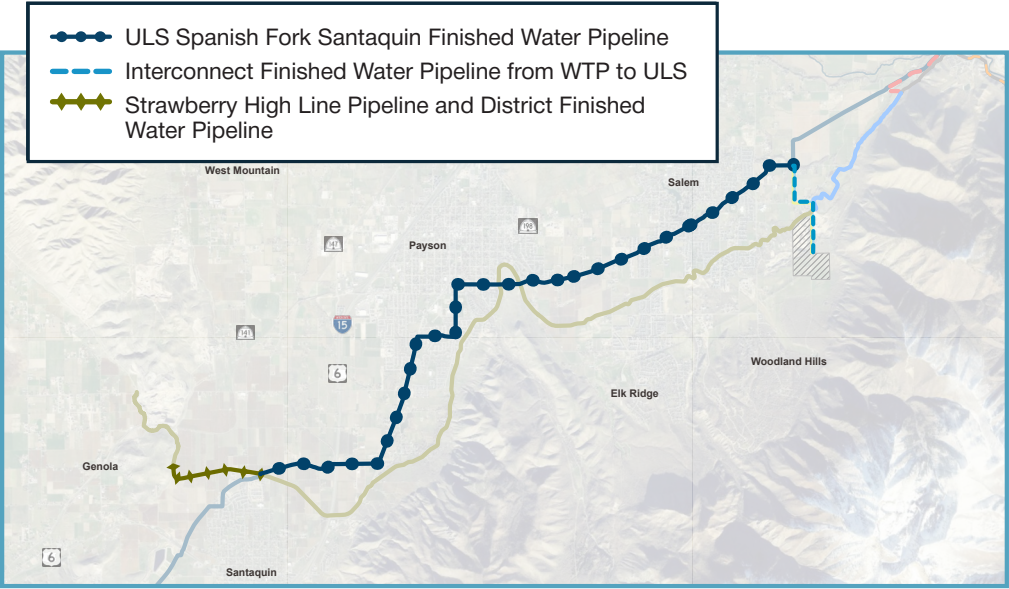 ULS Spanish Fork Santaquin Finished Water Pipeline
Interconnect Finished Water Pipeline from WTP to ULS
Strawberry High Line Pipeline and District Finished
Water Pipeline
West Mountain
Salem
198
Payson
147
15
141
6
Woodland Hills
Elk Ridge
Genola
6
Santaquin